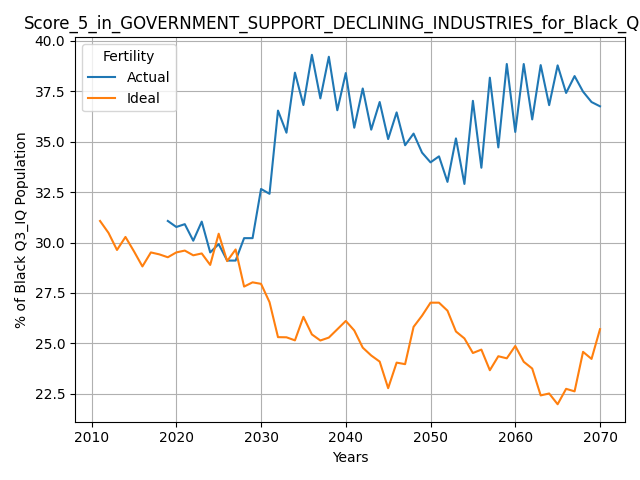 Score_5_in_GOVERNMENT_SUPPORT_DECLINING_INDUSTRIES_for_Black_Q
40.0
37.5
35.0
32.5
30.0
27.5
25.0
22.5
% of Black Q3_IQ Population
Fertility
Actual
Ideal
2010 2020 2030 2040 2050 2060 2070
Years